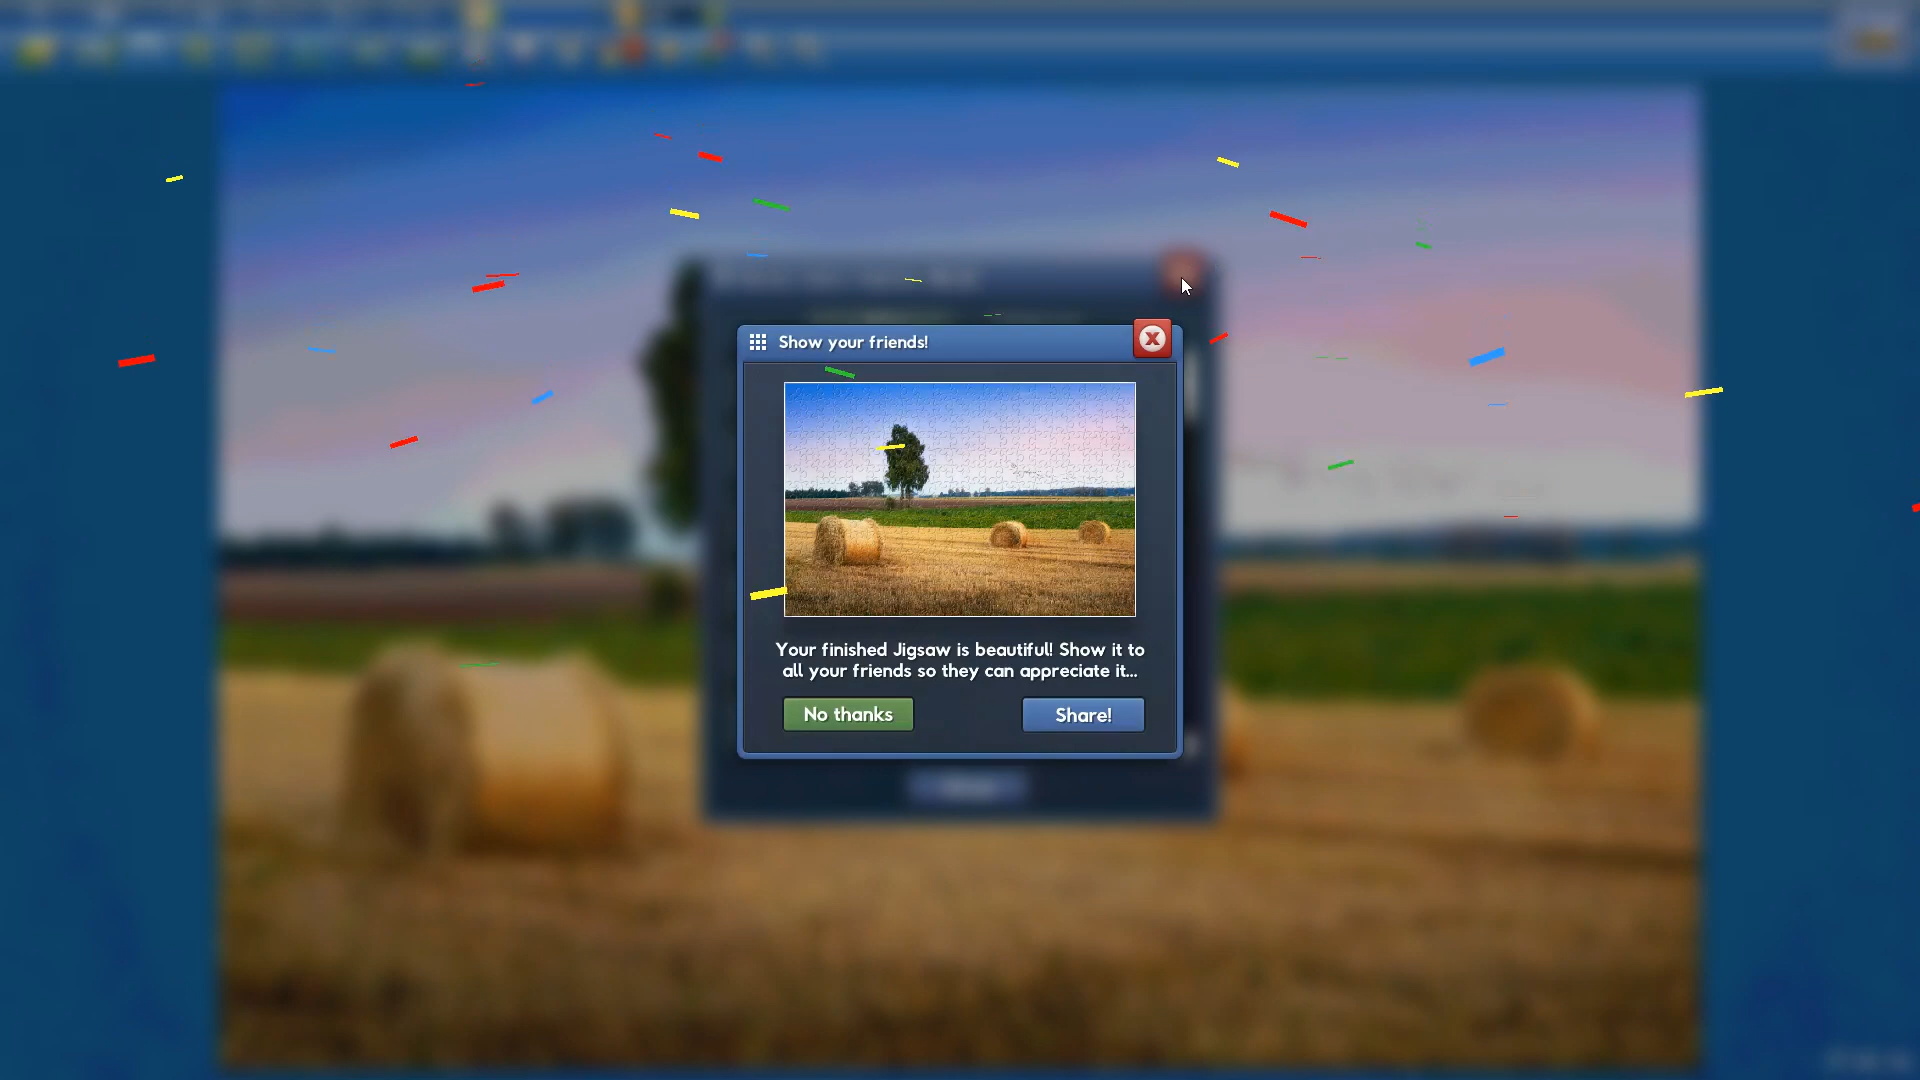 Show your friends!
Your finished Jigsaw is beautiful! Show it to
all your friends so they can appreciate it...
No thanks
Share!